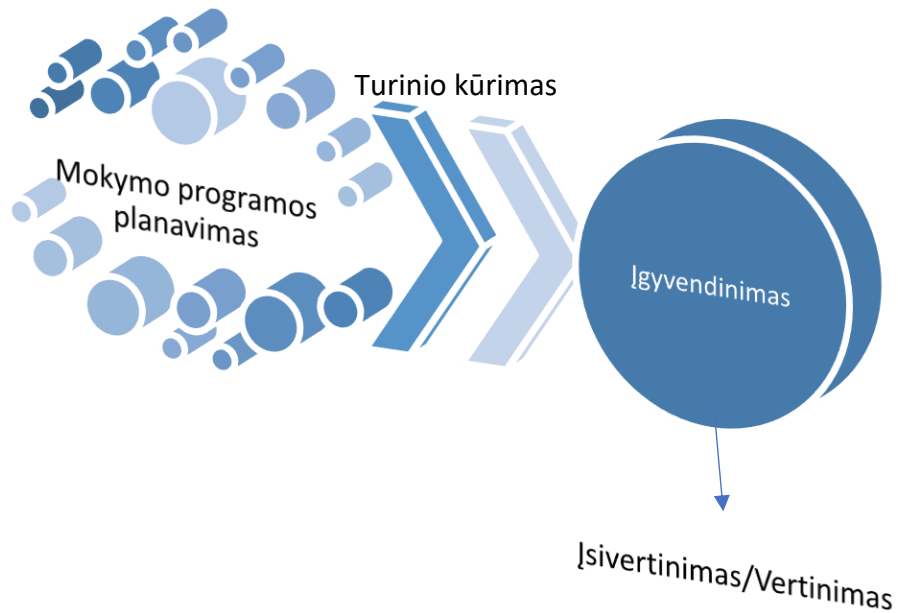 Turinio kūrimas
Mokymo programos
planavimas
Įgyvendinimas
Įsivertinimas/Vertinimas